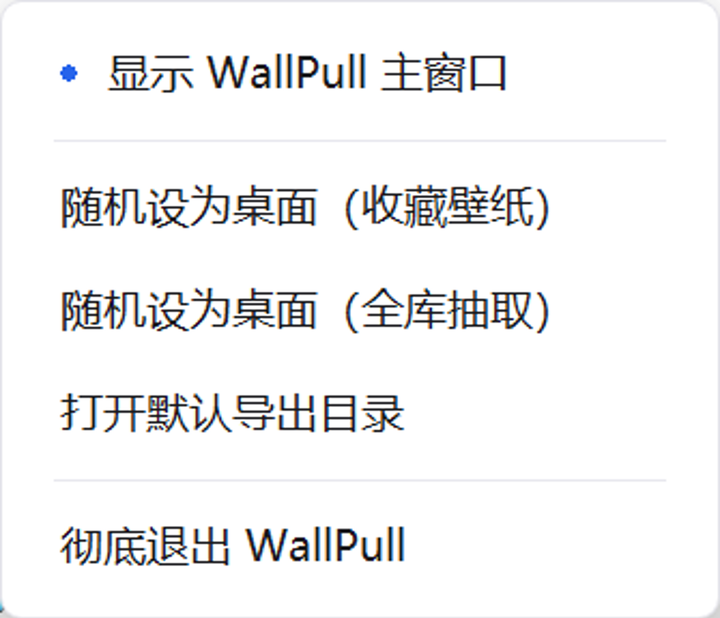 显示 WallPull 主窗口
随机设为桌面（收藏壁纸）
随机设为桌面（全库抽取）
打开默认导出目录
彻底退出 WallPull